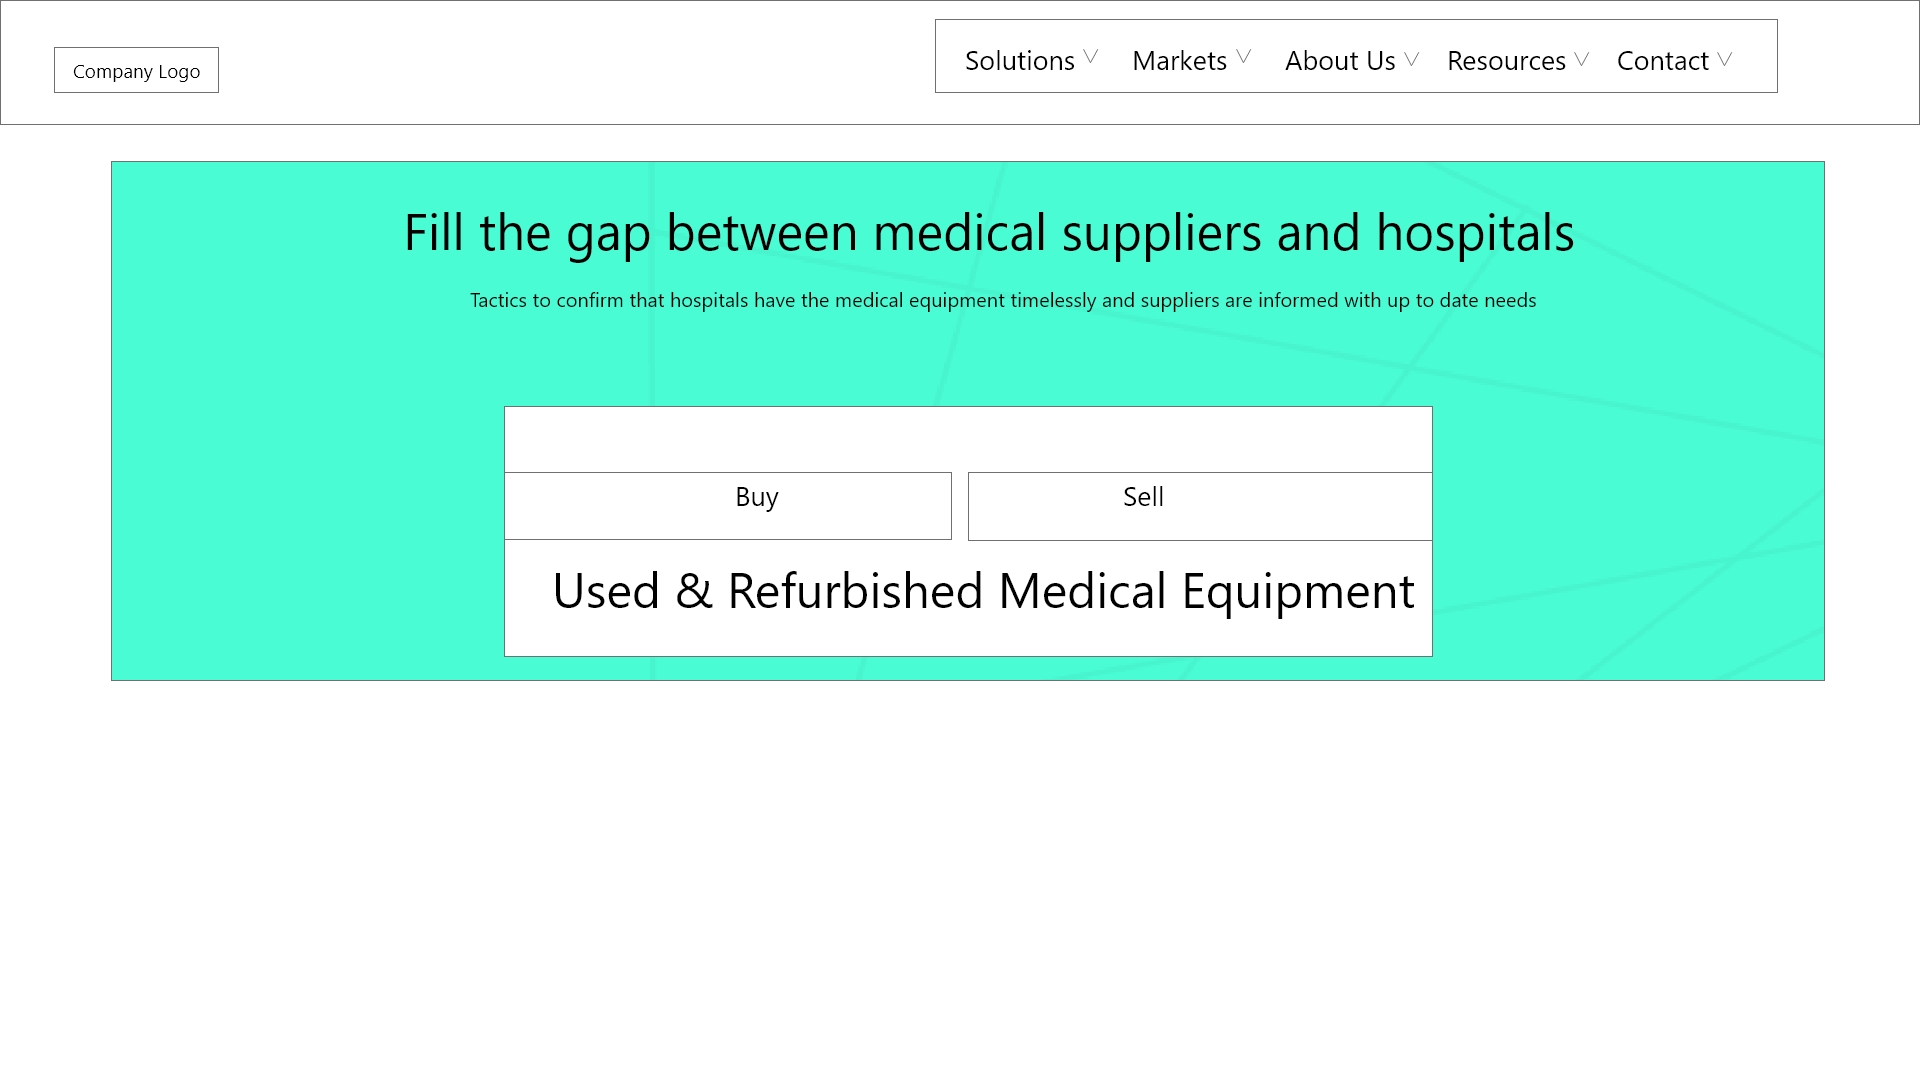 Company Logo
Solutions Markets About Us Resources Contact
Fill the gap between medical suppliers and hospitals
Tactics to confirm that hospitals have the medical equipment timelessly and suppliers are informed with up to date needs
Buy
Sell
Used & Refurbished Medical Equipment